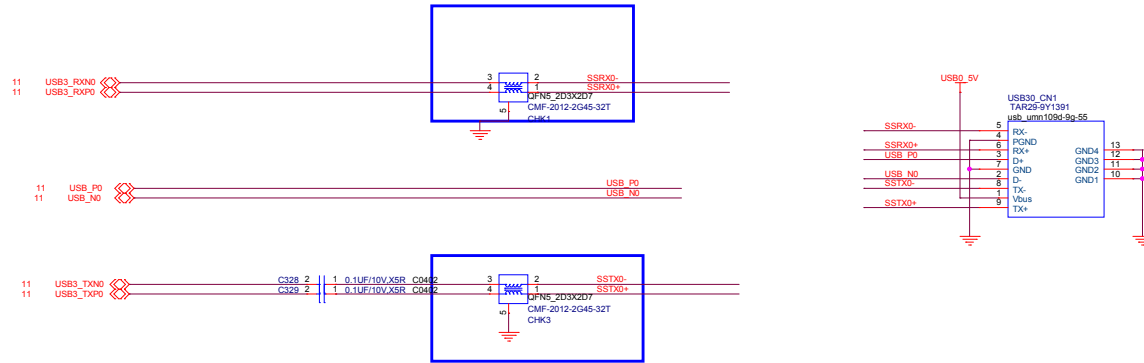 11 USB3_RXN0
11 USB3_RXP0
3 2 SSRX0-
4 1 SSRX0+
QFN5_2D3X2D7
5
CMF-2012-2G45-32T
CHK1
11 USB_P0 USB_P0
11 USB_N0 USB_N0
11 USB3_TXN0 C328 2 1 0.1UF/10V,X5R C0402 3 2 SSTX0-
11 USB3_TXP0 C329 2 1 0.1UF/10V,X5R C0402 4 1 SSTX0+
QFN5_2D3X2D7
5
CMF-2012-2G45-32T
CHK3
USB0_5V
USB30_CN1
TAR29-9Y1391
usb_umn109d-9g-55
SSRX0- 5 RX-
4 PGND
SSRX0+ 6 RX+ GND4 13
USB_P0 3 D+ GND3 12
7 GND GND2 11
USB_N0 2 D- GND1 10
SSTX0- 8 TX-
1 Vbus
SSTX0+ 9 TX+